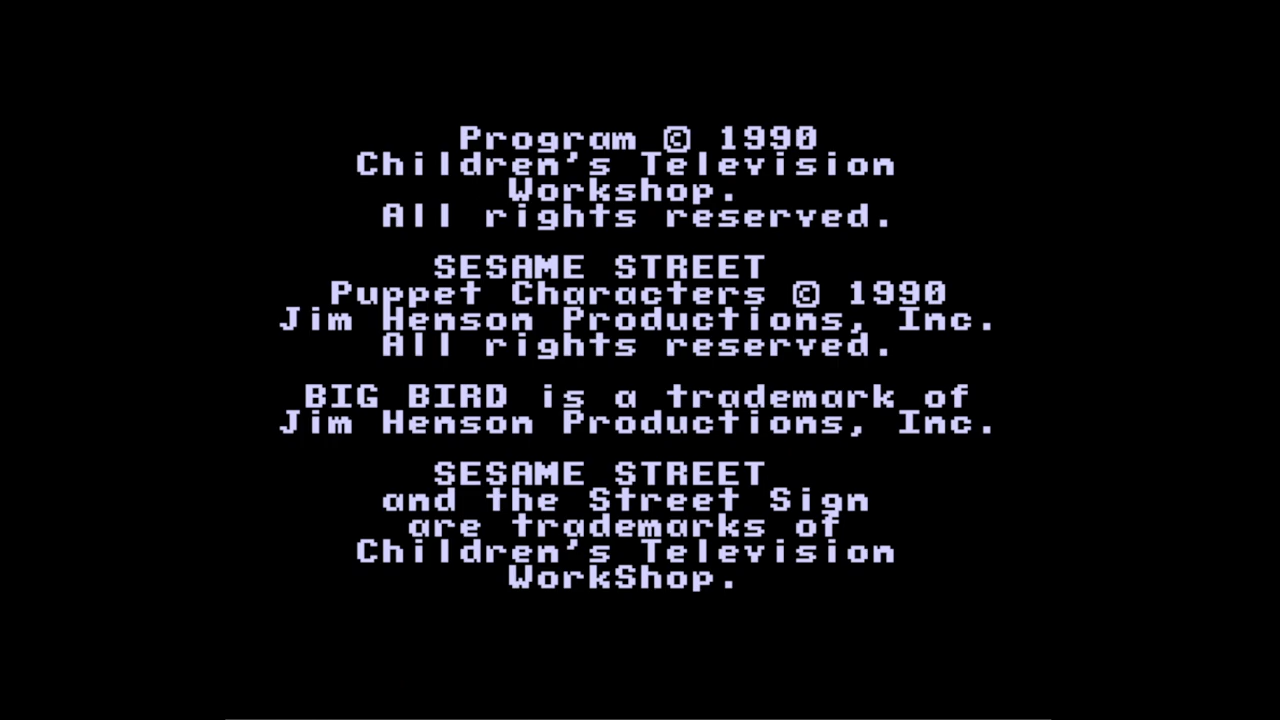 Program © 1990
Children's Television
Workshop.
All rights reserved.
SESAME STREET
Puppet Characters © 1990
Jim Henson Productions, Inc.
All rights reserved.
BIG BIRD is a trademark of
Jim Henson Productions, Inc.
SESAME STREET
and the Street Sign
are trademarks of
Children's Television
WorkShop.